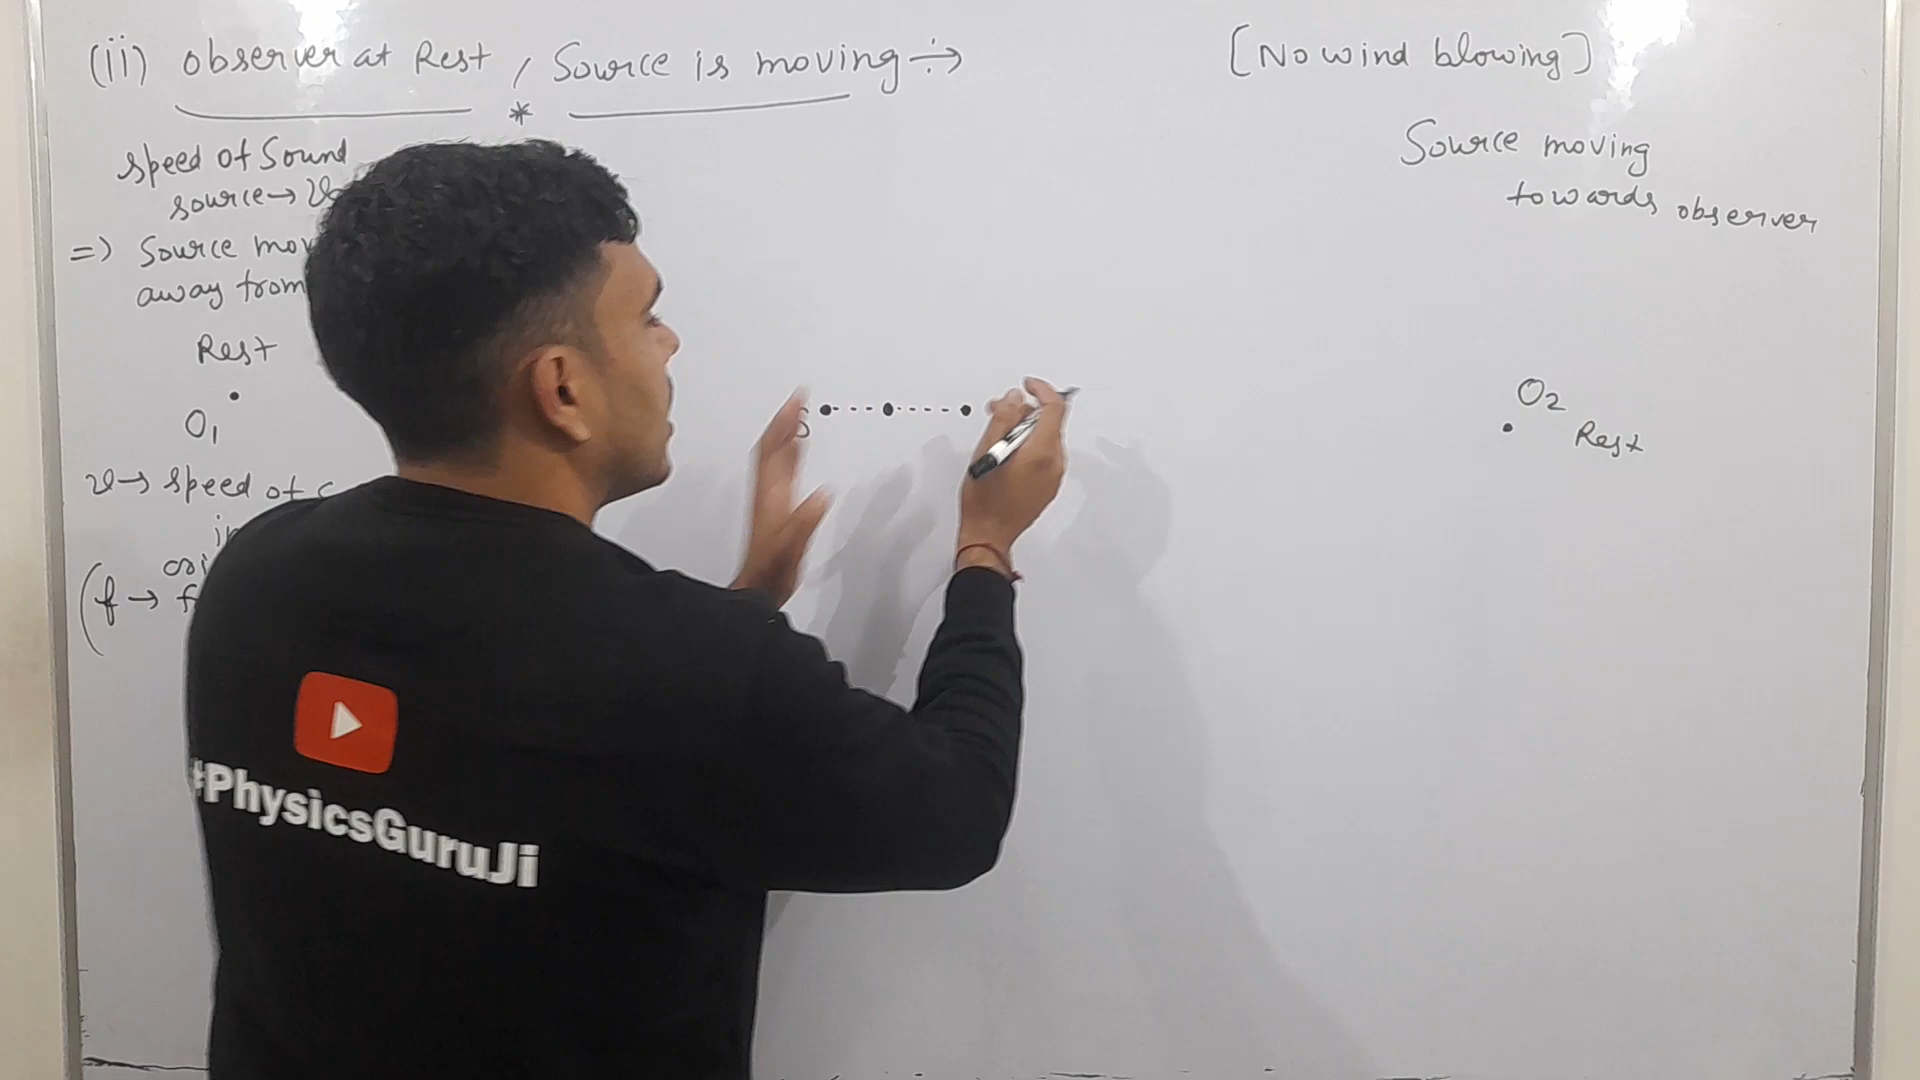 (ii) observer at Rest , Source is moving ÷→
[No wind blowing]
*
speed of Sound
source →
=) Source
away from
Rest
O1
v → speed of
(f →
S
Source moving
towards observer
O2
Rest
#PhysicsGuruJi